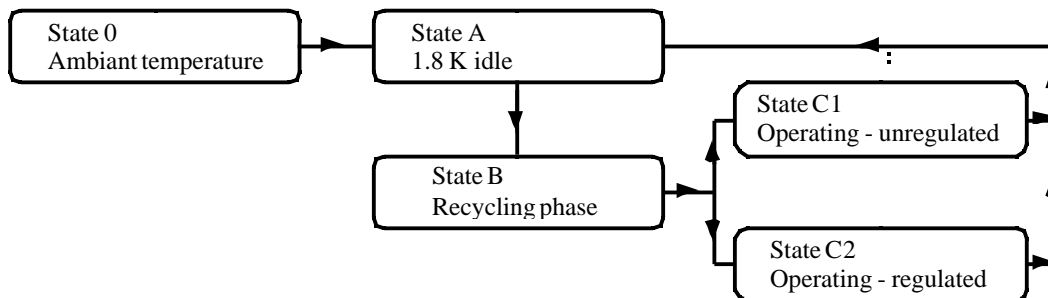 State 0
Ambiant temperature
State A
1.8 K idle
State C1
Operating - unregulated
State B
Recycling phase
State C2
Operating - regulated